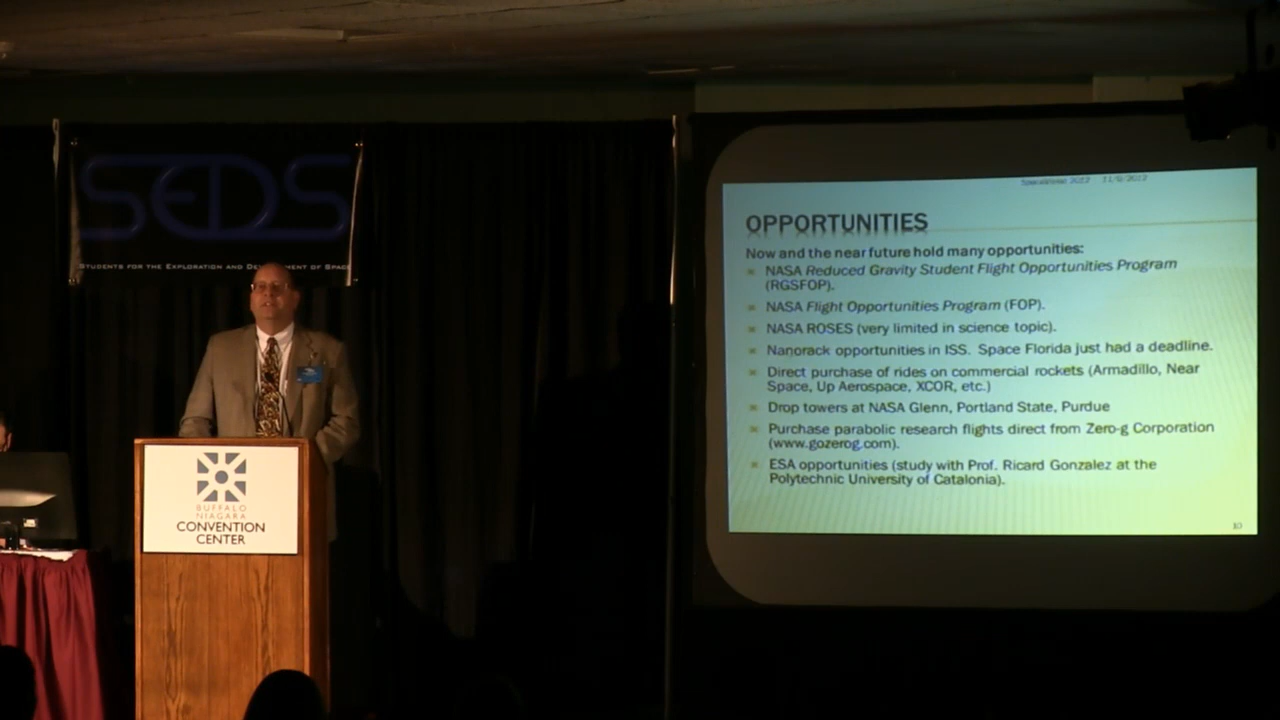 SEDS
STUDENTS FOR THE EXPLORATION AND DEVELOPMENT OF SPACE
BUFFALO
NIAGARA
CONVENTION
CENTER
SpaceVision 2012 11/9/2012
OPPORTUNITIES
Now and the near future hold many opportunities:
NASA Reduced Gravity Student Flight Opportunities Program
(RGSFOP).
NASA Flight Opportunities Program (FOP).
NASA ROSES (very limited in science topic).
Nanorack opportunities in ISS. Space Florida just had a deadline.
Direct purchase of rides on commercial rockets (Armadillo, Near
Space, Up Aerospace, XCOR, etc.)
Drop towers at NASA Glenn, Portland State, Purdue
Purchase parabolic research flights direct from Zero-g Corporation
(www.gozerog.com).
ESA opportunities (study with Prof. Ricard Gonzalez at the
Polytechnic University of Catalonia).
10